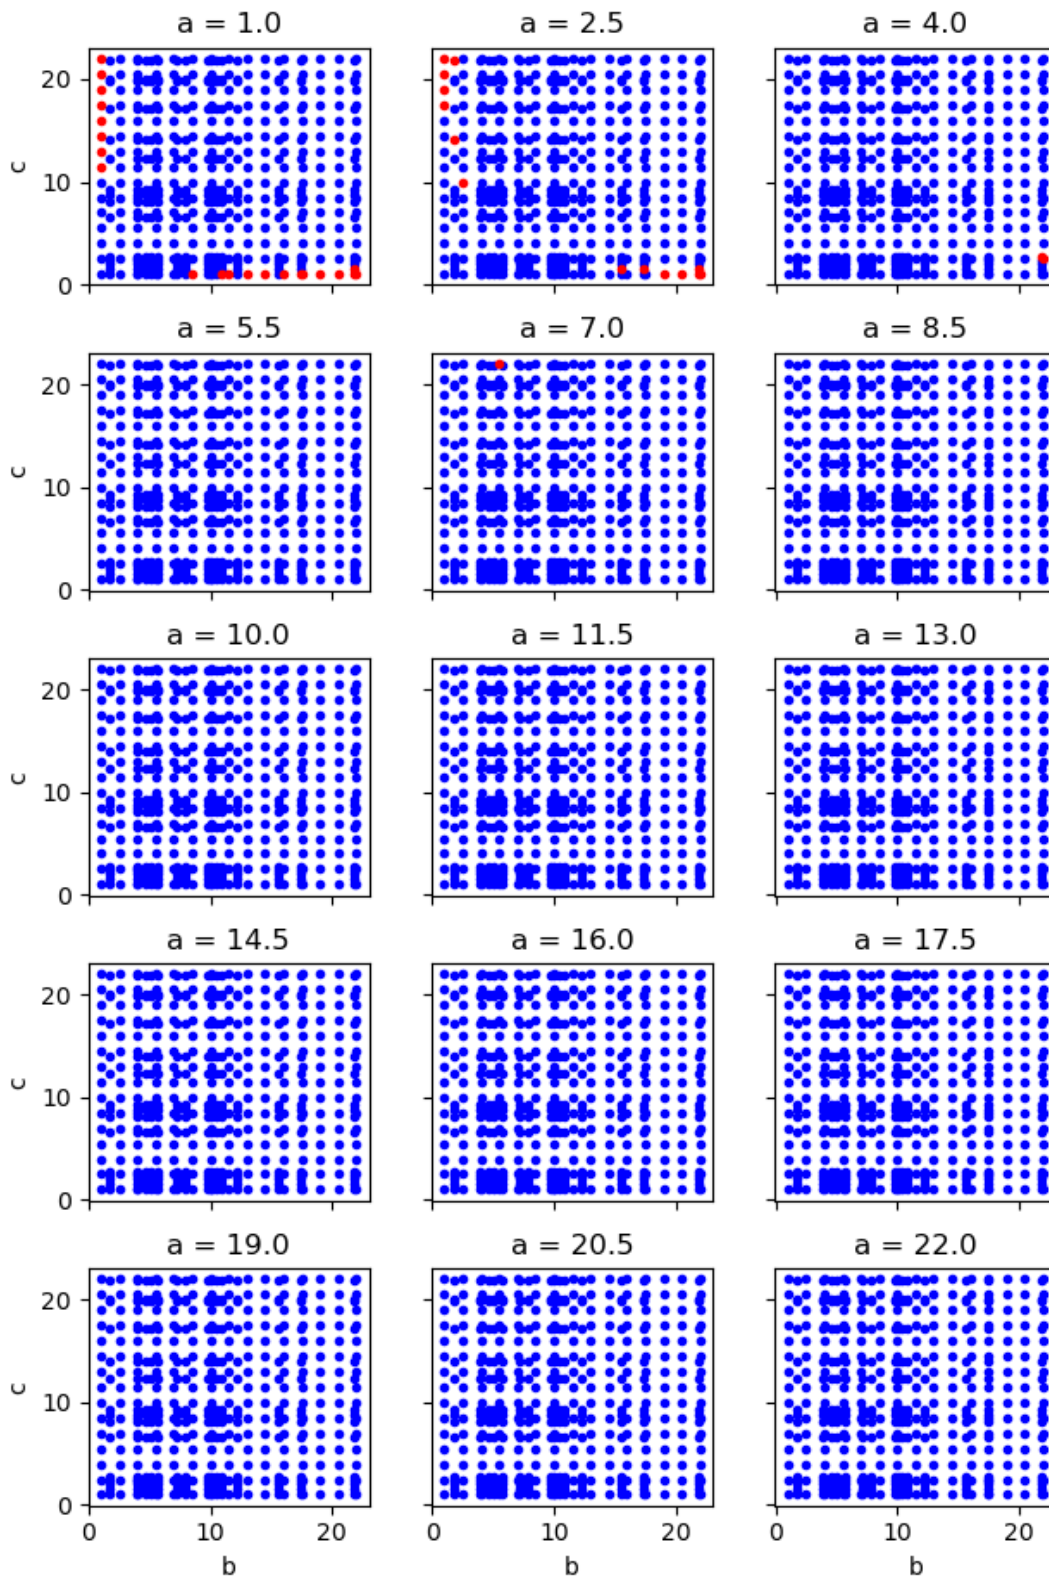 a = 1.0 a = 2.5 a = 4.0
20
c
10
0
a = 5.5 a = 7.0 a = 8.5
20
c
10
0
a = 10.0 a = 11.5 a = 13.0
20
c
10
0
a = 14.5 a = 16.0 a = 17.5
20
c
10
0
a = 19.0 a = 20.5 a = 22.0
20
c
10
0
0 10 20 0 10 20 0 10 20
b b b